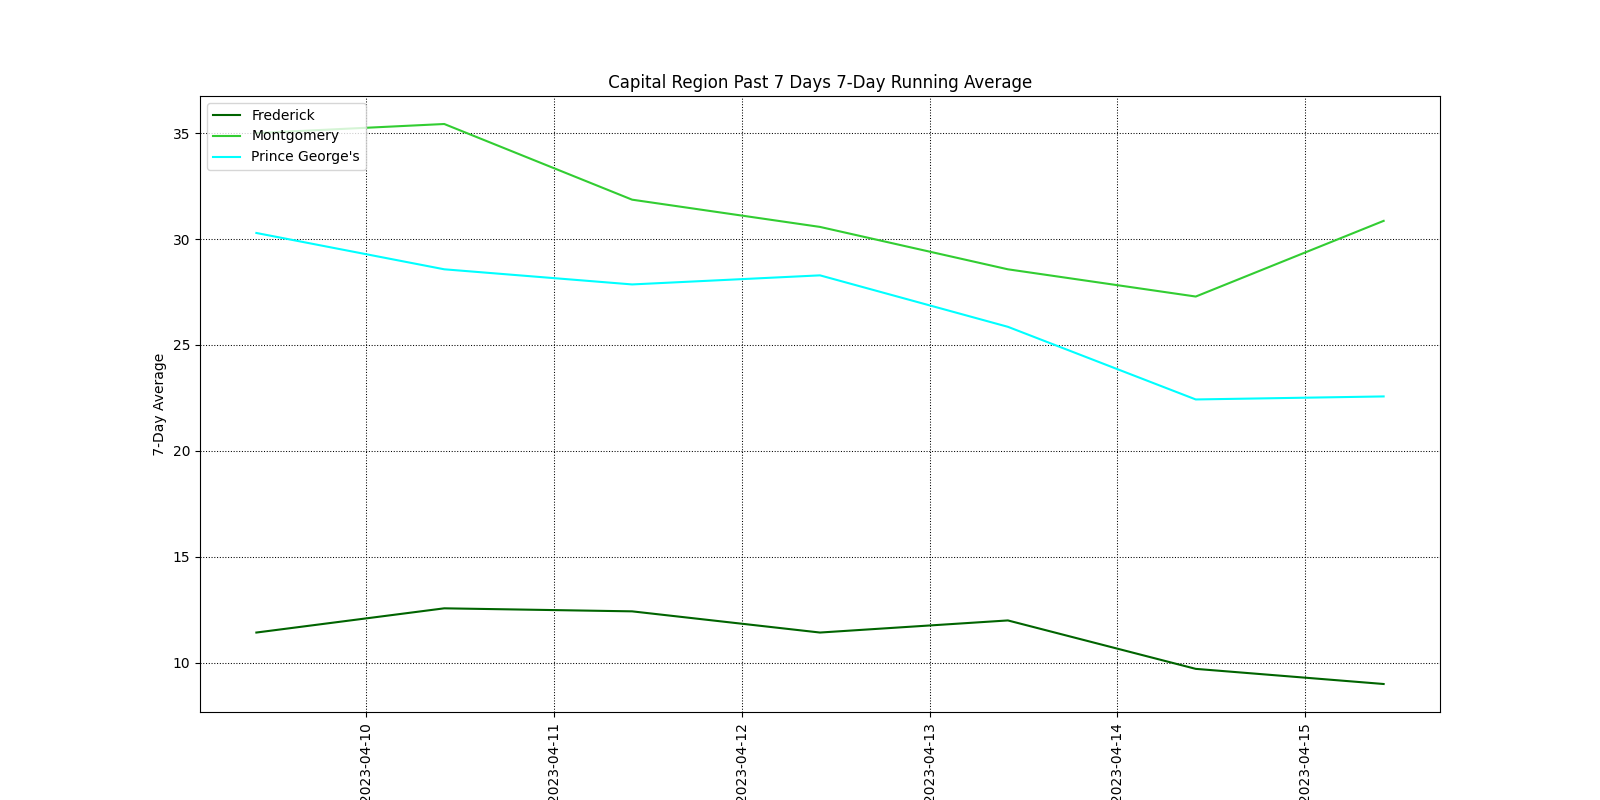 Capital Region Past 7 Days 7-Day Running Average
Frederick
Montgomery
Prince George's
35
30
25
20
15
10
7-Day Average
2023-04-10
2023-04-11
2023-04-12
2023-04-13
2023-04-14
2023-04-15